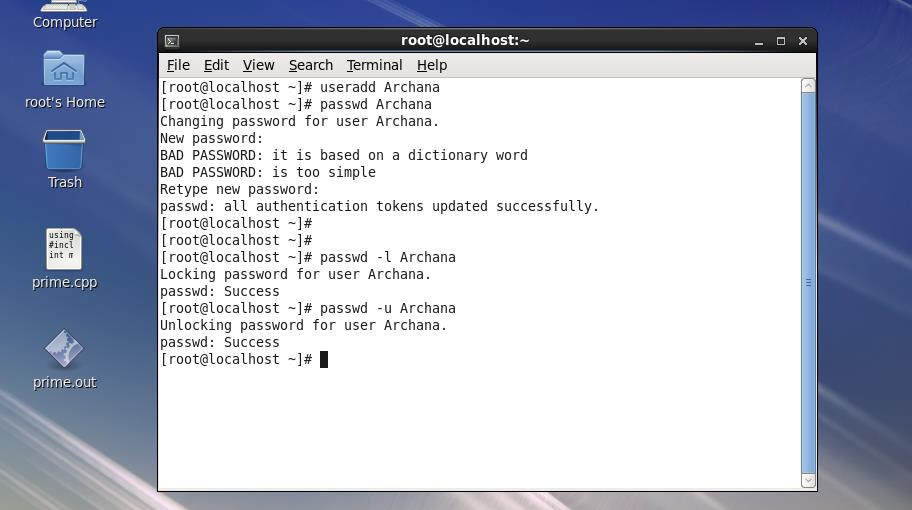 Computer
root's Home
Trash
using
#incl
int m
prime.cpp
prime.out
root@localhost:~
File Edit View Search Terminal Help
[root@localhost ~]# useradd Archana
[root@localhost ~]# passwd Archana
Changing password for user Archana.
New password:
BAD PASSWORD: it is based on a dictionary word
BAD PASSWORD: is too simple
Retype new password:
passwd: all authentication tokens updated successfully.
[root@localhost ~]#
[root@localhost ~]#
[root@localhost ~]# passwd -l Archana
Locking password for user Archana.
passwd: Success
[root@localhost ~]# passwd -u Archana
Unlocking password for user Archana.
passwd: Success
[root@localhost ~]#